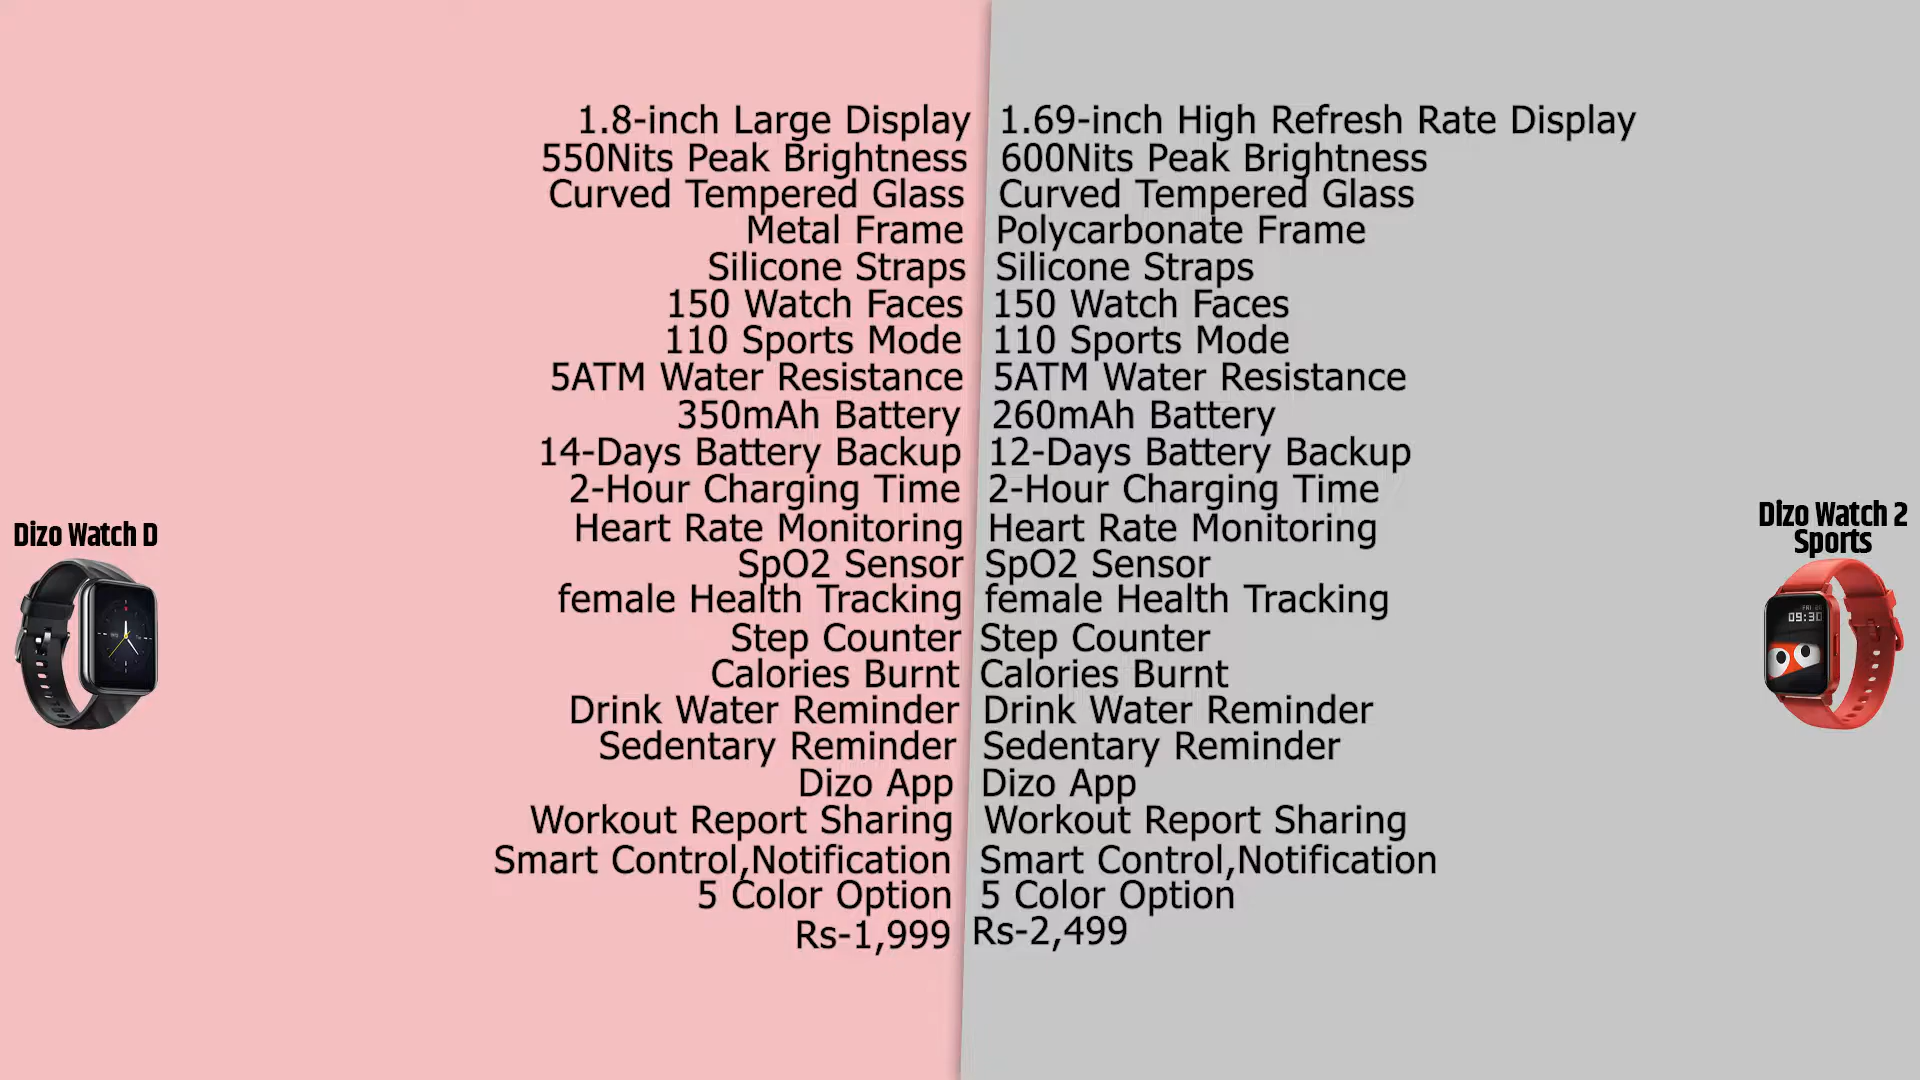 1.8-inch Large Display
550Nits Peak Brightness
Curved Tempered Glass
Metal Frame
Silicone Straps
150 Watch Faces
110 Sports Mode
5ATM Water Resistance
350mAh Battery
14-Days Battery Backup
2-Hour Charging Time
Heart Rate Monitoring
SpO2 Sensor
female Health Tracking
Step Counter
Calories Burnt
Drink Water Reminder
Sedentary Reminder
Dizo App
Workout Report Sharing
Smart Control,Notification
5 Color Option
Rs-1,999
Dizo Watch D
1.69-inch High Refresh Rate Display
600Nits Peak Brightness
Curved Tempered Glass
Polycarbonate Frame
Silicone Straps
150 Watch Faces
110 Sports Mode
5ATM Water Resistance
260mAh Battery
12-Days Battery Backup
2-Hour Charging Time
Heart Rate Monitoring
SpO2 Sensor
female Health Tracking
Step Counter
Calories Burnt
Drink Water Reminder
Sedentary Reminder
Dizo App
Workout Report Sharing
Smart Control,Notification
5 Color Option
Rs-2,499
Dizo Watch 2
Sports
09:30